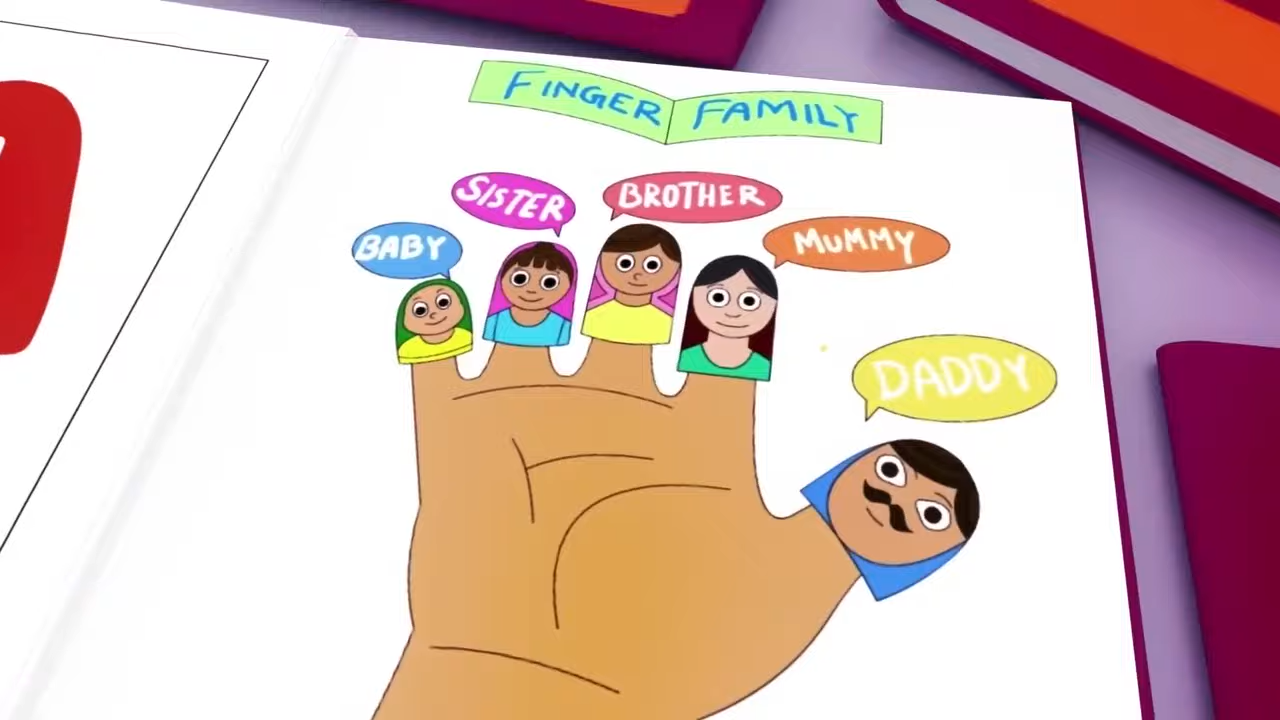 FINGER FAMILY
BABY
SISTER
BROTHER
MUMMY
DADDY